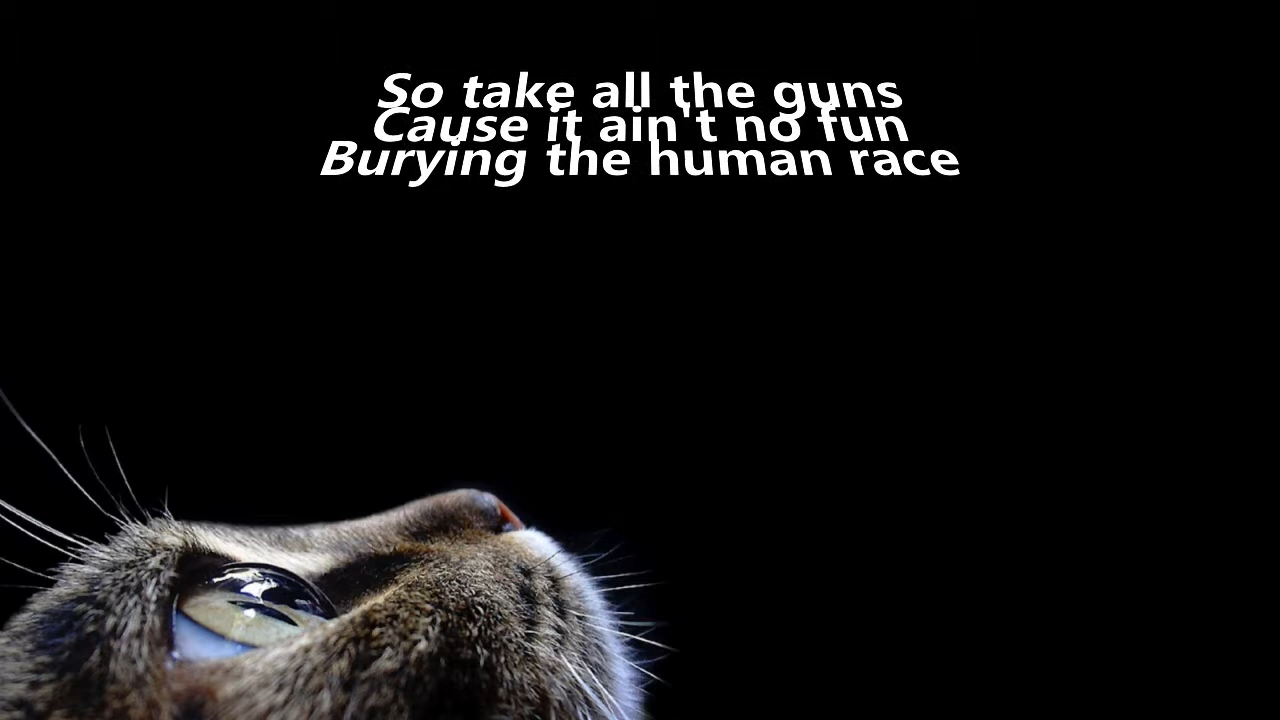 So take all the guns
Cause it ain't no fun
Burying the human race